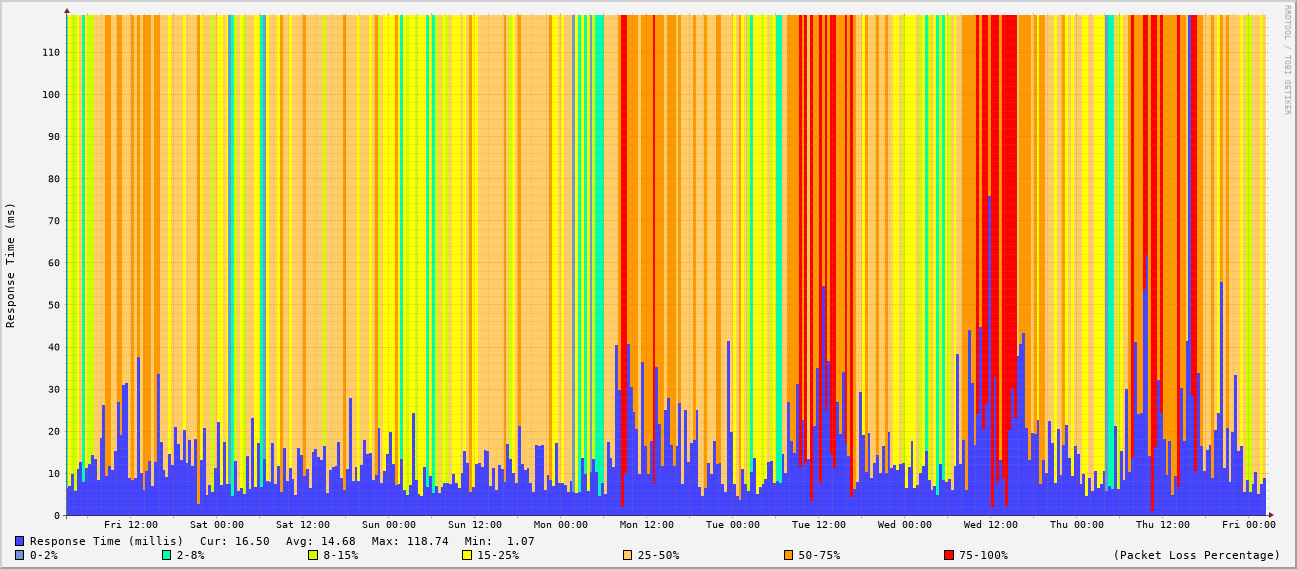 RRDTOOL / TOBI OETIKER
Response Time (ms)
110
100
90
80
70
60
50
40
30
20
10
0
Fri 12:00 Sat 00:00 Sat 12:00 Sun 00:00 Sun 12:00 Mon 00:00 Mon 12:00 Tue 00:00 Tue 12:00 Wed 00:00 Wed 12:00 Thu 00:00 Thu 12:00 Fri 00:00
Response Time (millis) Cur: 16.50 Avg: 14.68 Max: 118.74 Min: 1.07
0-2% 2-8% 8-15% 15-25% 25-50% 50-75% 75-100% (Packet Loss Percentage)